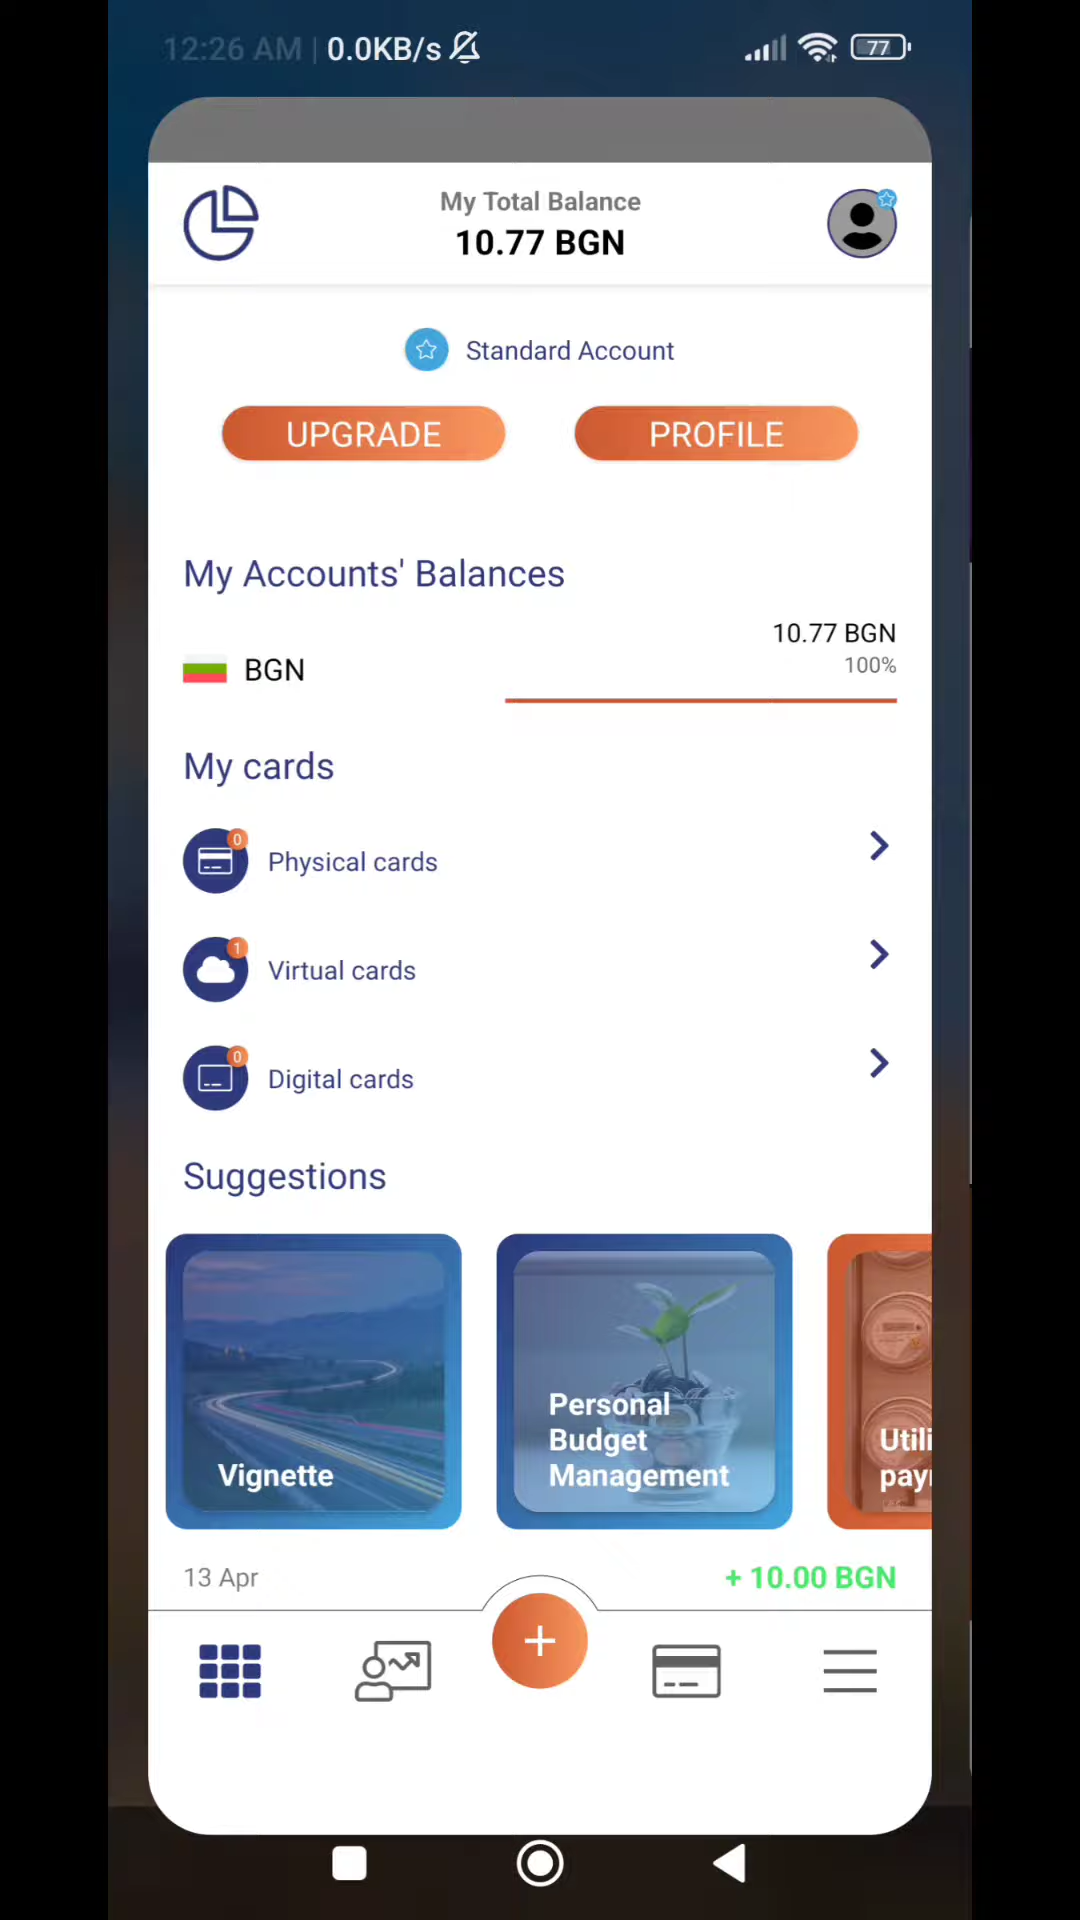 12:26 AM | 0.0KB/s
77
My Total Balance
10.77 BGN
Standard Account
UPGRADE
PROFILE
My Accounts' Balances
10.77 BGN
100%
BGN
My cards
0
Physical cards
1
Virtual cards
0
Digital cards
Suggestions
Vignette
Personal
Budget
Management
Utili
pay
13 Apr
+ 10.00 BGN